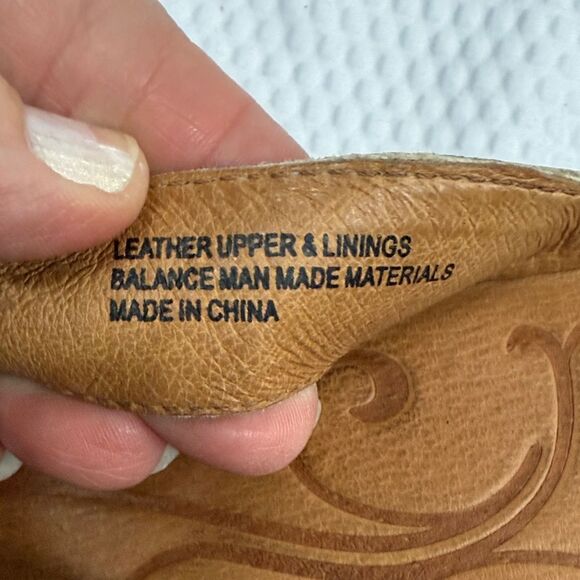 LEATHER UPPER & LININGS
BALANCE MAN MADE MATERIALS
MADE IN CHINA